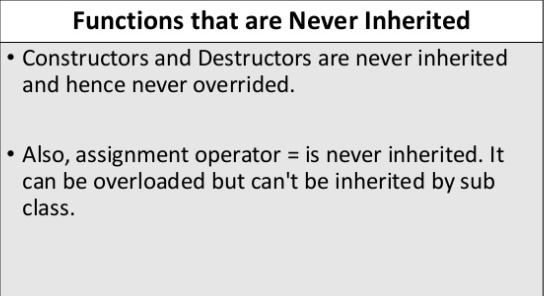 Functions that are Never Inherited
• Constructors and Destructors are never inherited
and hence never overrided.
• Also, assignment operator = is never inherited. It
can be overloaded but can't be inherited by sub
class.